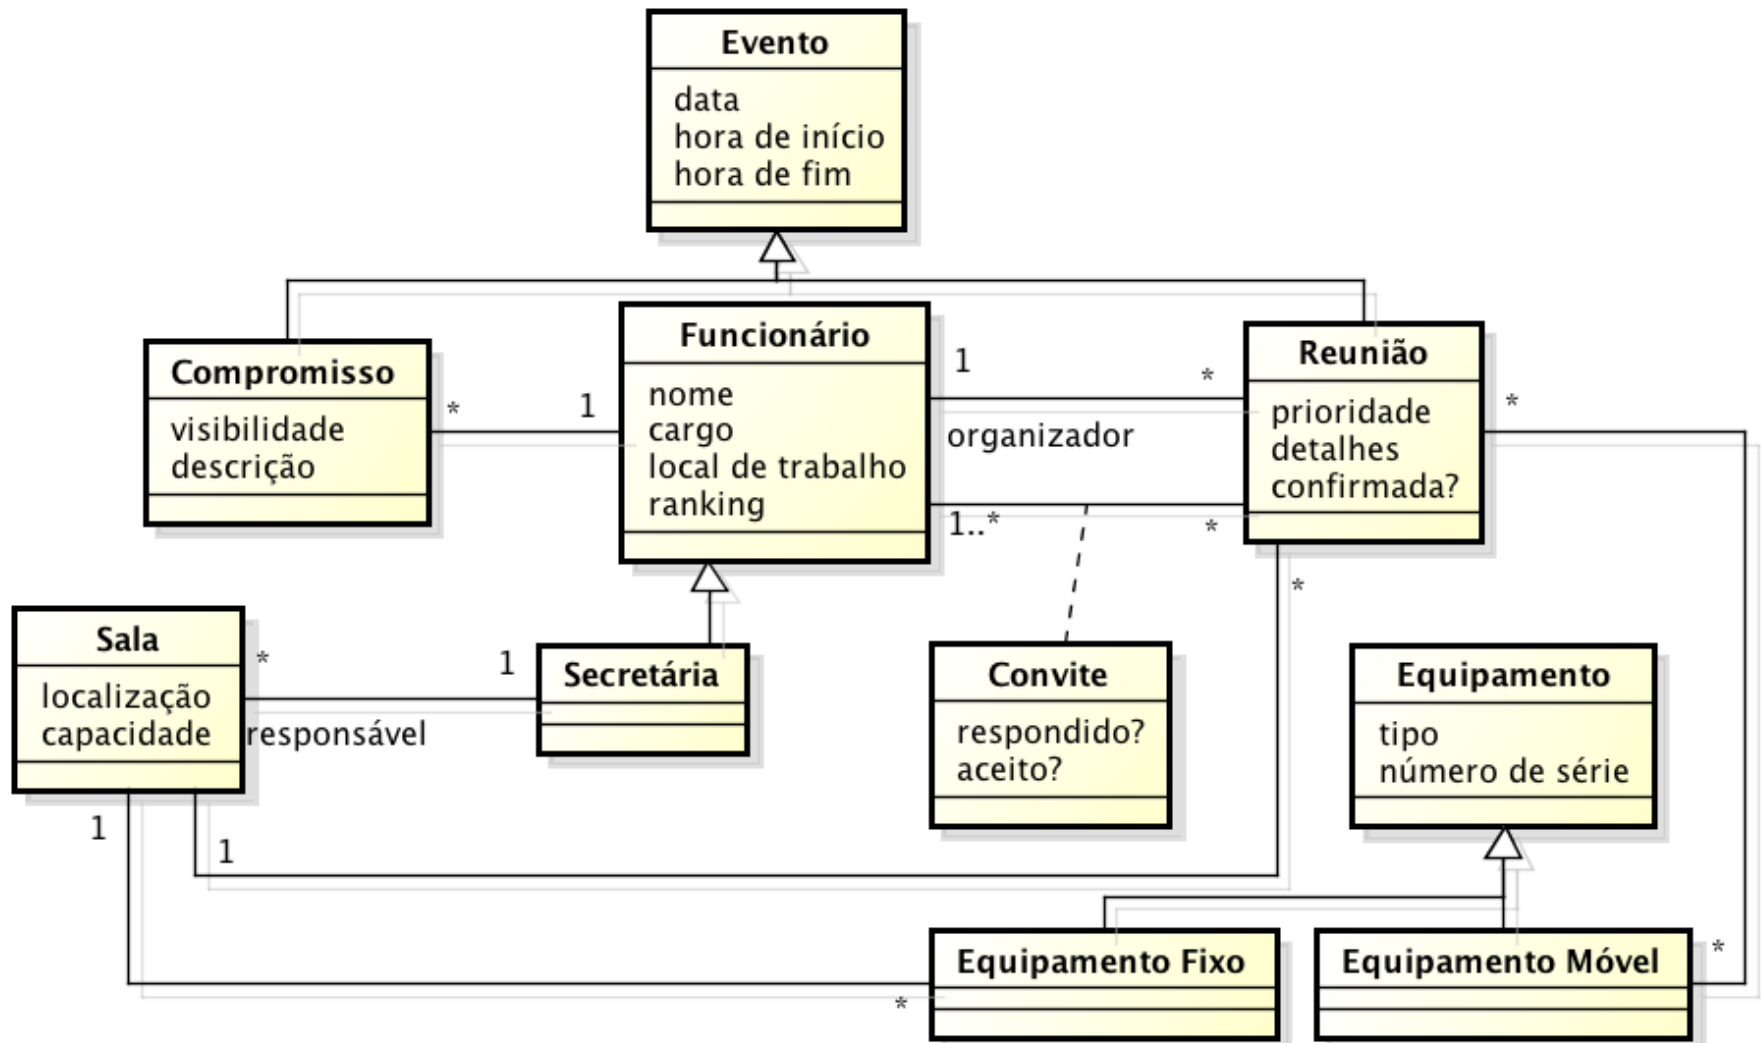 Evento
data
hora de início
hora de fim
Compromisso
visibilidade
descrição
*
1
Funcionário
nome
cargo
local de trabalho
ranking
1
*
organizador
1..*
*
Reunião
prioridade
detalhes
confirmada?
*
*
Sala
localização
capacidade
*
1
responsável
Secretária
Convite
respondido?
aceito?
Equipamento
tipo
número de série
1
1
Equipamento Fixo
*
Equipamento Móvel
*